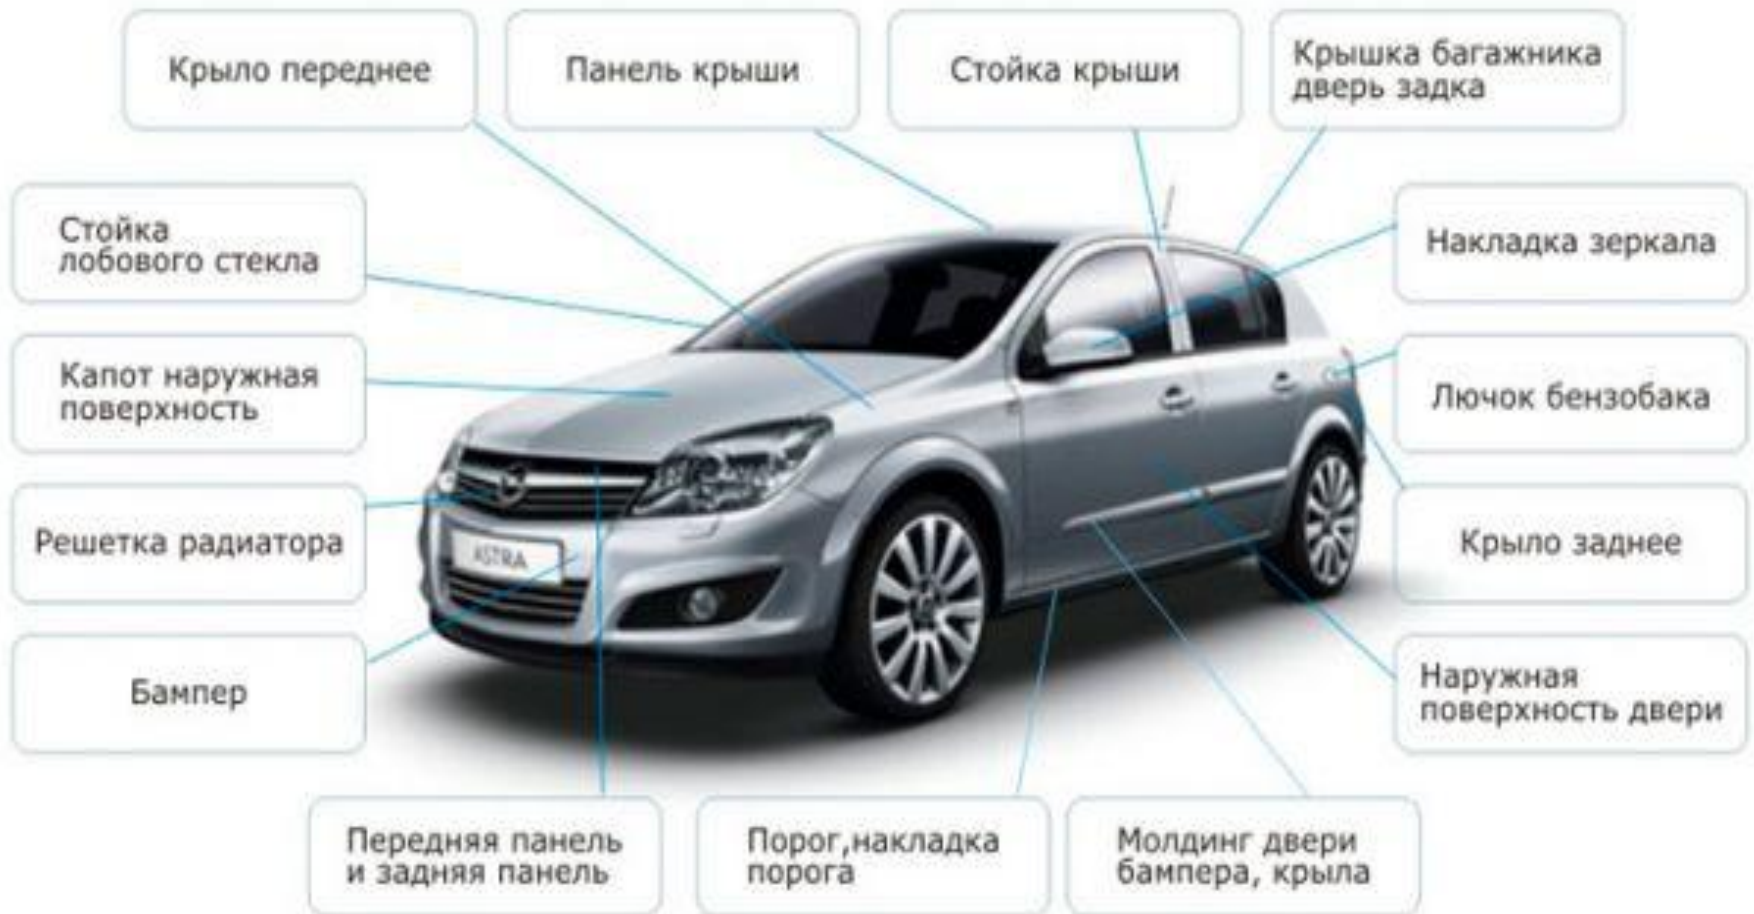 Крыло переднее
Панель крыши
Стойка крыши
Крышка багажника
дверь задка
Стойка
лобового стекла
Накладка зеркала
Капот наружная
поверхность
Лючок бензобака
Решетка радиатора
Крыло заднее
ASTRA
Бампер
Наружная
поверхность двери
Передняя панель
и задняя панель
Порог,накладка
порога
Молдинг двери
бампера, крыла